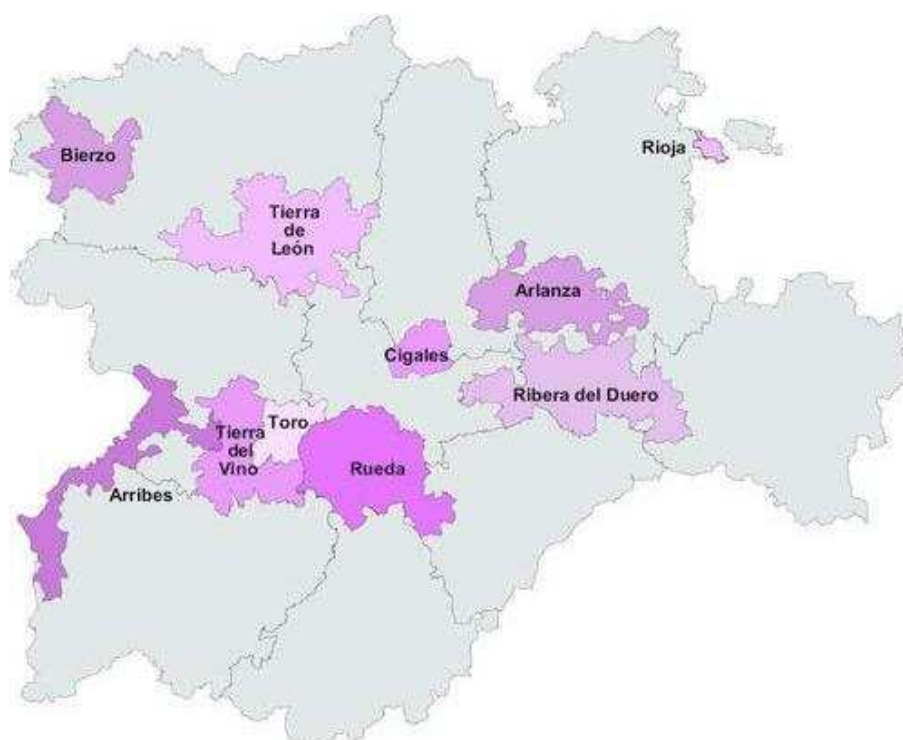 Rioja
Bierzo
Tierra
de
León
Arlanza
Cigales
Ribera del Duero
Toro
Tierra
del
Vino
Rueda
Arribes